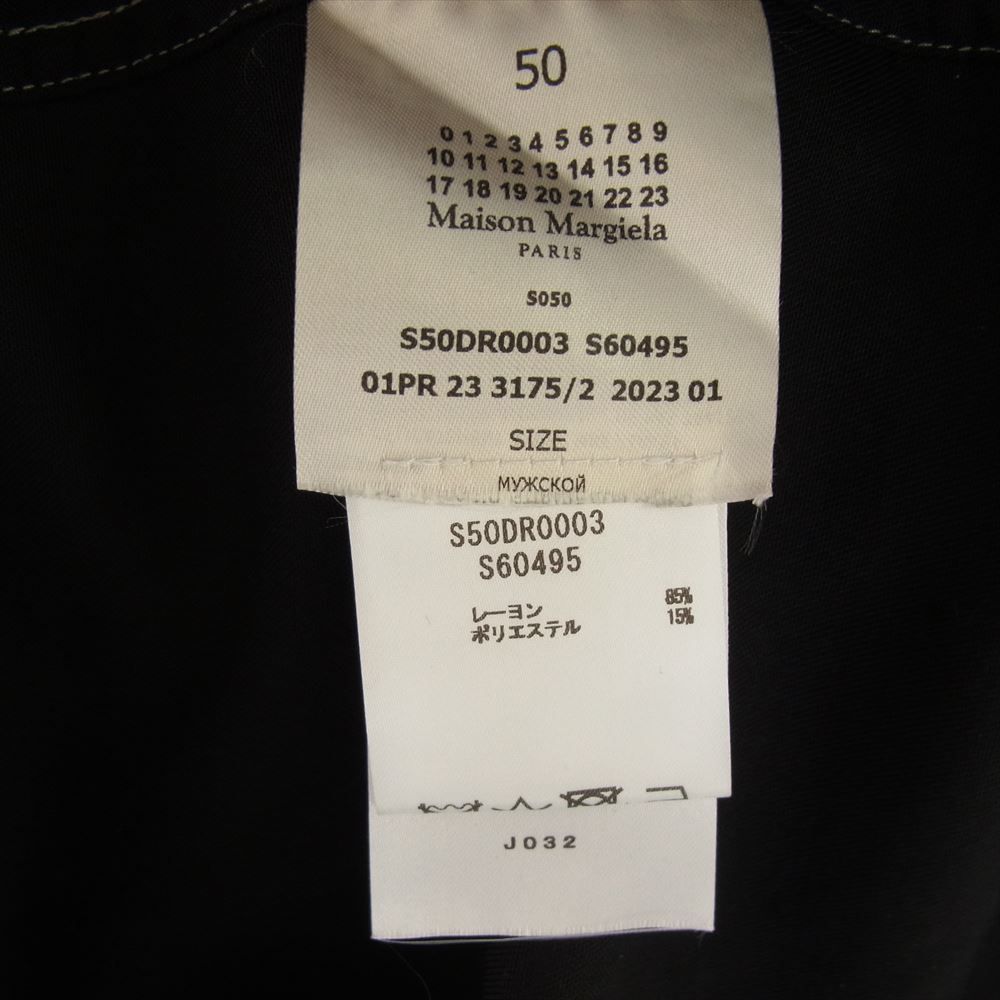 50
0 1 2 3 4 5 6 7 8 9
10 11 12 13 14 15 16
17 18 19 20 21 22 23
Maison Margiela
PARIS
S050
S50DR0003 S60495
01PR 23 3175/2 2023 01
SIZE
МУЖСКОЙ
S50DR0003
S60495
レーヨン 85%
ポリエステル 15%
J032